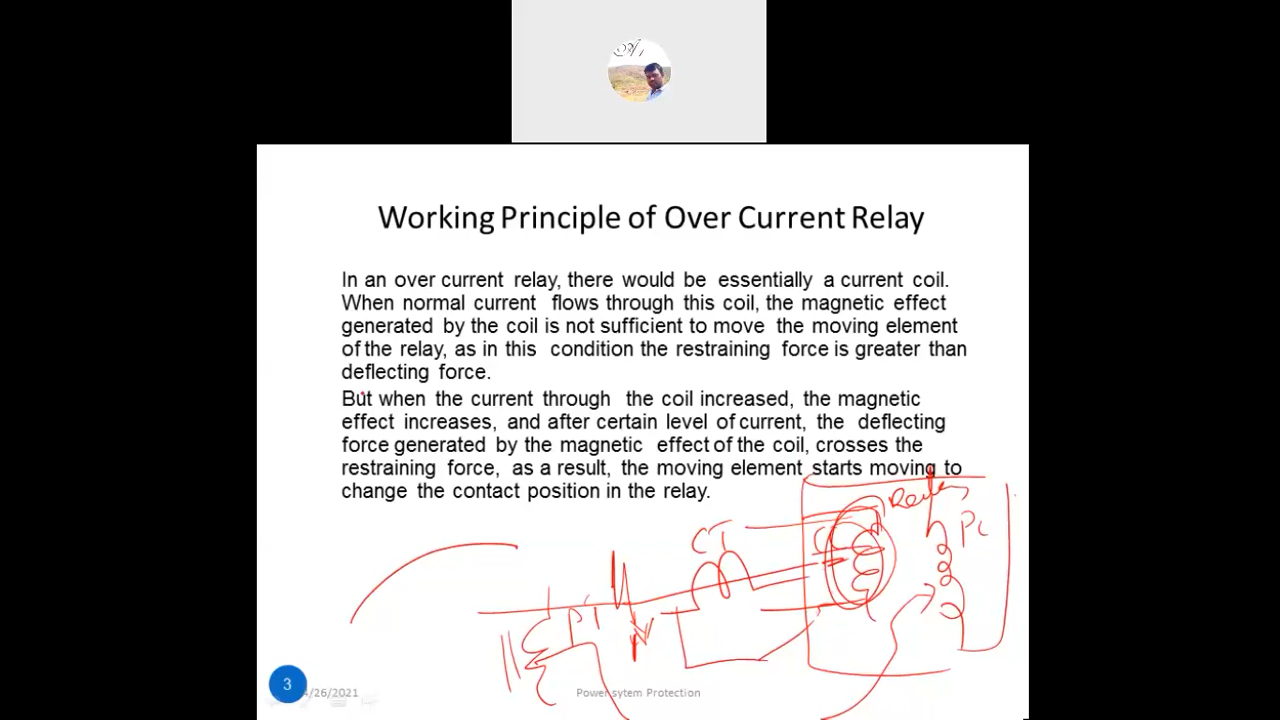 Working Principle of Over Current Relay
In an over current relay, there would be essentially a current coil.
When normal current flows through this coil, the magnetic effect
generated by the coil is not sufficient to move the moving element
of the relay, as in this condition the restraining force is greater than
deflecting force.
But when the current through the coil increased, the magnetic
effect increases, and after certain level of current, the deflecting
force generated by the magnetic effect of the coil, crosses the
restraining force, as a result, the moving element starts moving to
change the contact position in the relay.
CT
PC
PT
3
/26/2021
Power sytem Protection